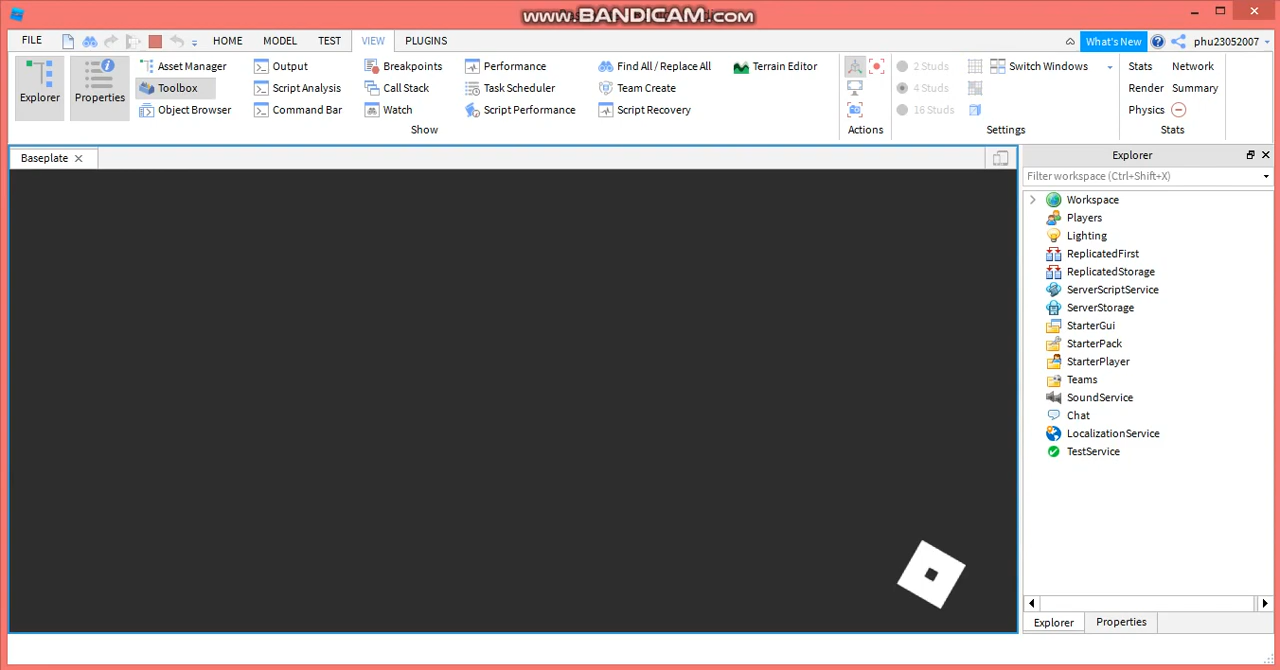 www.BANDICAM.com
FILE HOME MODEL TEST VIEW PLUGINS What's New phu23052007
Explorer
Properties
Asset Manager
Toolbox
Object Browser
Output
Script Analysis
Command Bar
Breakpoints
Call Stack
Watch
Performance
Task Scheduler
Script Performance
Find All / Replace All
Team Create
Script Recovery
Terrain Editor
Show
Actions
2 Studs
4 Studs
16 Studs
Switch Windows
Settings
Stats Network
Render Summary
Physics
Stats
Baseplate
Explorer
Filter workspace (Ctrl+Shift+X)
Workspace
Players
Lighting
ReplicatedFirst
ReplicatedStorage
ServerScriptService
ServerStorage
StarterGui
StarterPack
StarterPlayer
Teams
SoundService
Chat
LocalizationService
TestService
Explorer Properties